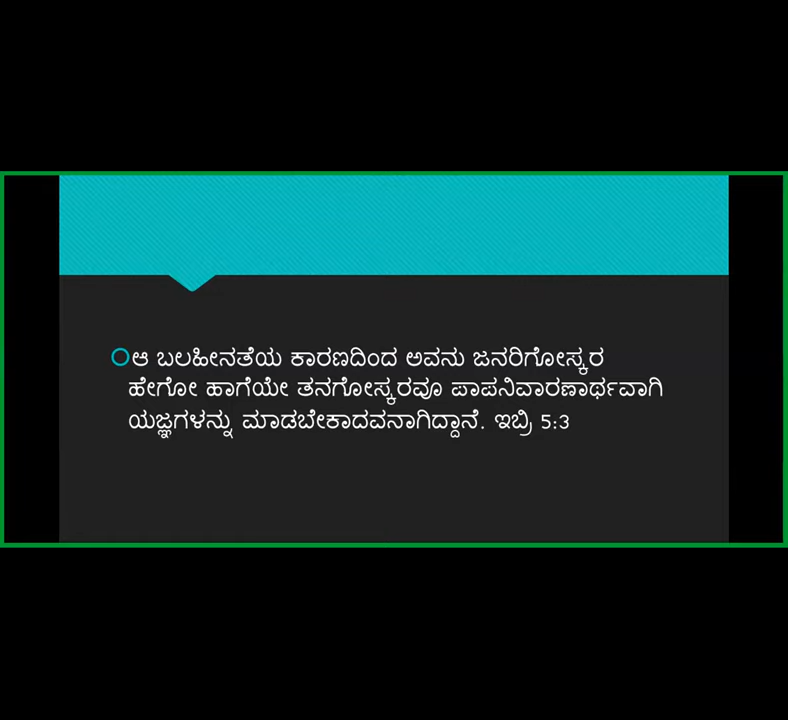 ಆ ಬಲಹೀನತೆಯ ಕಾರಣದಿಂದ ಅವನು ಜನರಿಗೋಸ್ಕರ
ಹೇಗೋ ಹಾಗೆಯೇ ತನಗೋಸ್ಕರವೂ ಪಾಪನಿವಾರಣಾರ್ಥವಾಗಿ
ಯಜ್ಞಗಳನ್ನು ಮಾಡಬೇಕಾದವನಾಗಿದ್ದಾನೆ. ಇಬ್ರಿ 5:3